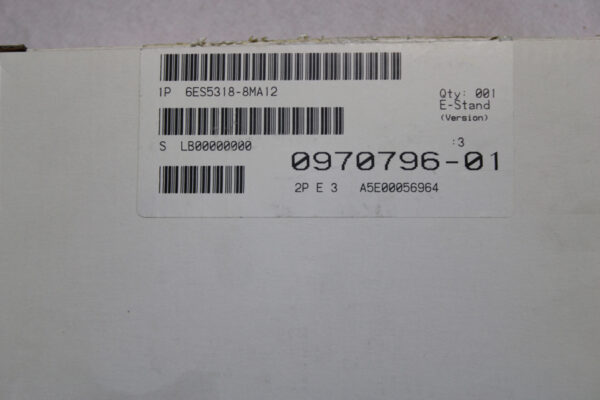 1P 6ES5318-8MA12
Qty: 001
E-Stand
(Version)
S LB00000000
:3
0970796-01
2P E 3 A5E00056964